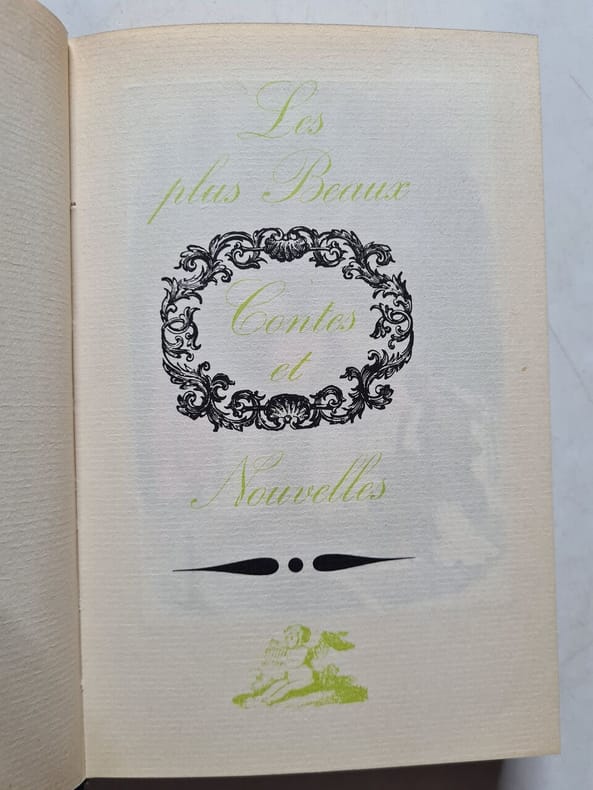 Les
plus Beaux
Contes
et
Nouvelles